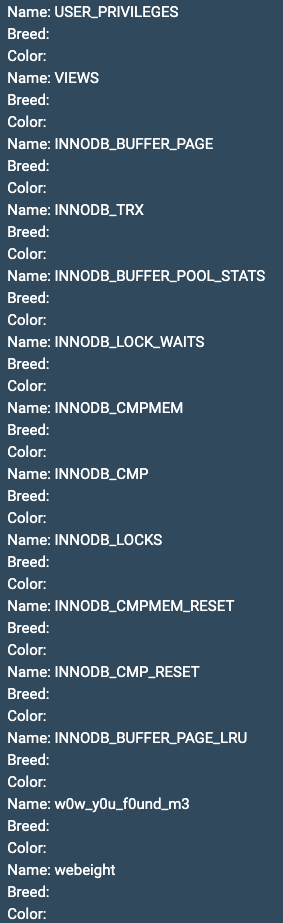 Name: USER_PRIVILEGES
Breed:
Color:
Name: VIEWS
Breed:
Color:
Name: INNODB_BUFFER_PAGE
Breed:
Color:
Name: INNODB_TRX
Breed:
Color:
Name: INNODB_BUFFER_POOL_STATS
Breed:
Color:
Name: INNODB_LOCK_WAITS
Breed:
Color:
Name: INNODB_CMPMEM
Breed:
Color:
Name: INNODB_CMP
Breed:
Color:
Name: INNODB_LOCKS
Breed:
Color:
Name: INNODB_CMPMEM_RESET
Breed:
Color:
Name: INNODB_CMP_RESET
Breed:
Color:
Name: INNODB_BUFFER_PAGE_LRU
Breed:
Color:
Name: w0w_y0u_f0und_m3
Breed:
Color:
Name: webeight
Breed:
Color: